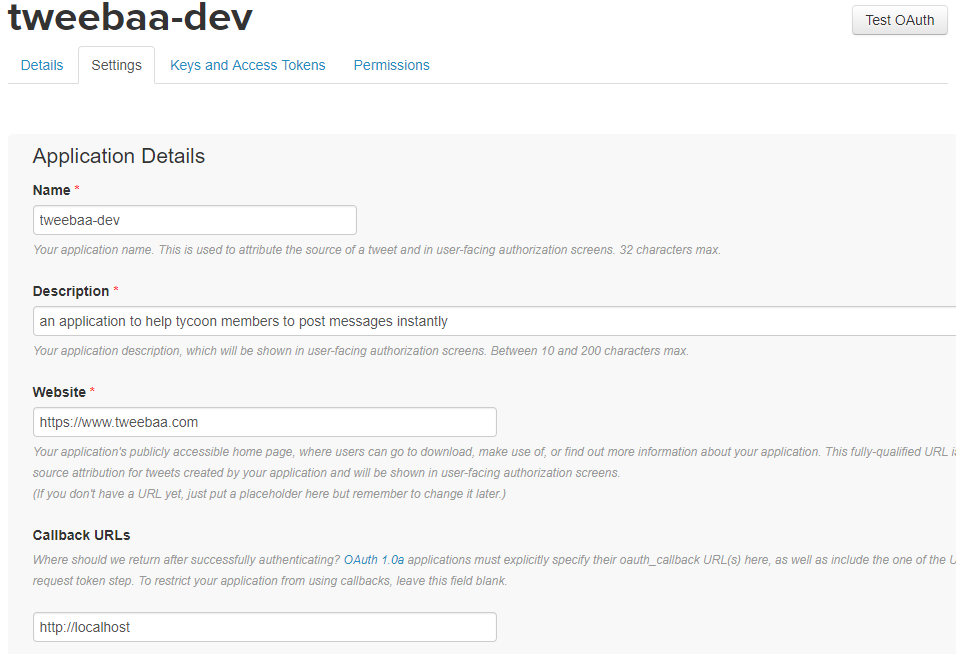 tweebaa-dev
Test OAuth
Details Settings Keys and Access Tokens Permissions
Application Details
Name *
tweebaa-dev
Your application name. This is used to attribute the source of a tweet and in user-facing authorization screens. 32 characters max.
Description *
an application to help tycoon members to post messages instantly
Your application description, which will be shown in user-facing authorization screens. Between 10 and 200 characters max.
Website *
https://www.tweebaa.com
Your application's publicly accessible home page, where users can go to download, make use of, or find out more information about your application. This fully-qualified URL
source attribution for tweets created by your application and will be shown in user-facing authorization screens.
(If you don't have a URL yet, just put a placeholder here but remember to change it later.)
Callback URLs
Where should we return after successfully authenticating? OAuth 1.0a applications must explicitly specify their oauth_callback URL(s) here, as well as include the one of the
request token step. To restrict your application from using callbacks, leave this field blank.
http://localhost